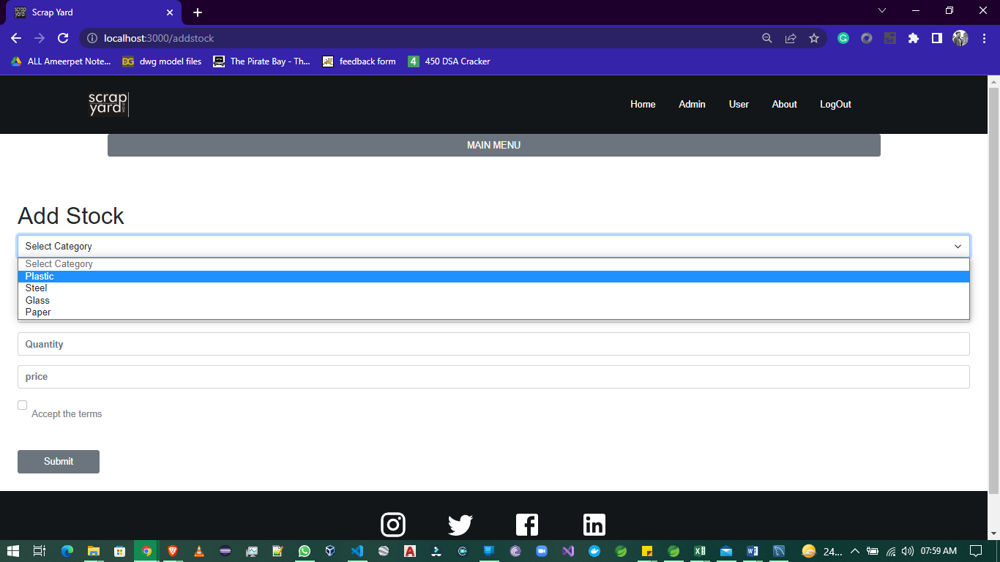 Scrap Yard
localhost:3000/addstock
ALL Ameerpet Note... DG dwg model files The Pirate Bay - Th... feedback form 4 450 DSA Cracker
scrap
yard
Home Admin User About LogOut
MAIN MENU
Add Stock
Select Category
Select Category
Plastic
Steel
Glass
Paper
Quantity
price
Accept the terms
Submit
24... 07:59 AM